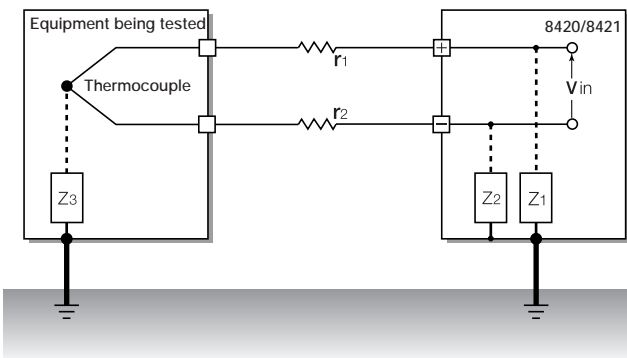 Equipment being tested
8420/8421
r1
+
Vin
Thermocouple
r2
−
Z3
Z2
Z1